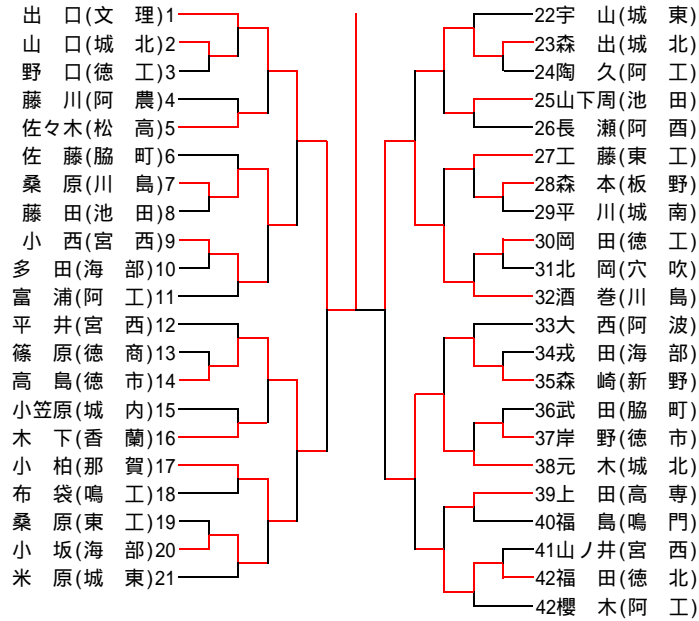 出　口(文　理)1
山　口(城　北)2
野　口(徳　工)3
藤　川(阿　農)4
佐々木(松　高)5
佐　藤(脇　町)6
桑　原(川　島)7
藤　田(池　田)8
小　西(宮　西)9
多　田(海　部)10
富　浦(阿　工)11
平　井(宮　西)12
篠　原(徳　商)13
高　島(徳　市)14
小笠原(城　内)15
木　下(香　蘭)16
小　柏(那　賀)17
布　袋(鳴　工)18
桑　原(東　工)19
小　坂(海　部)20
米　原(城　東)21
22宇　山(城　東)
23森　出(城　北)
24陶　久(阿　工)
25山下周(池　田)
26長　瀬(阿　酉)
27工　藤(東　工)
28森　本(板　野)
29平　川(城　南)
30岡　田(徳　工)
31北　岡(穴　吹)
32酒　巻(川　島)
33大　西(阿　波)
34戎　田(海　部)
35森　崎(新　野)
36武　田(脇　町)
37岸　野(徳　市)
38元　木(城　北)
39上　田(高　専)
40福　島(鳴　門)
41山ノ井(宮　西)
42福　田(徳　北)
42櫻　木(阿　工)